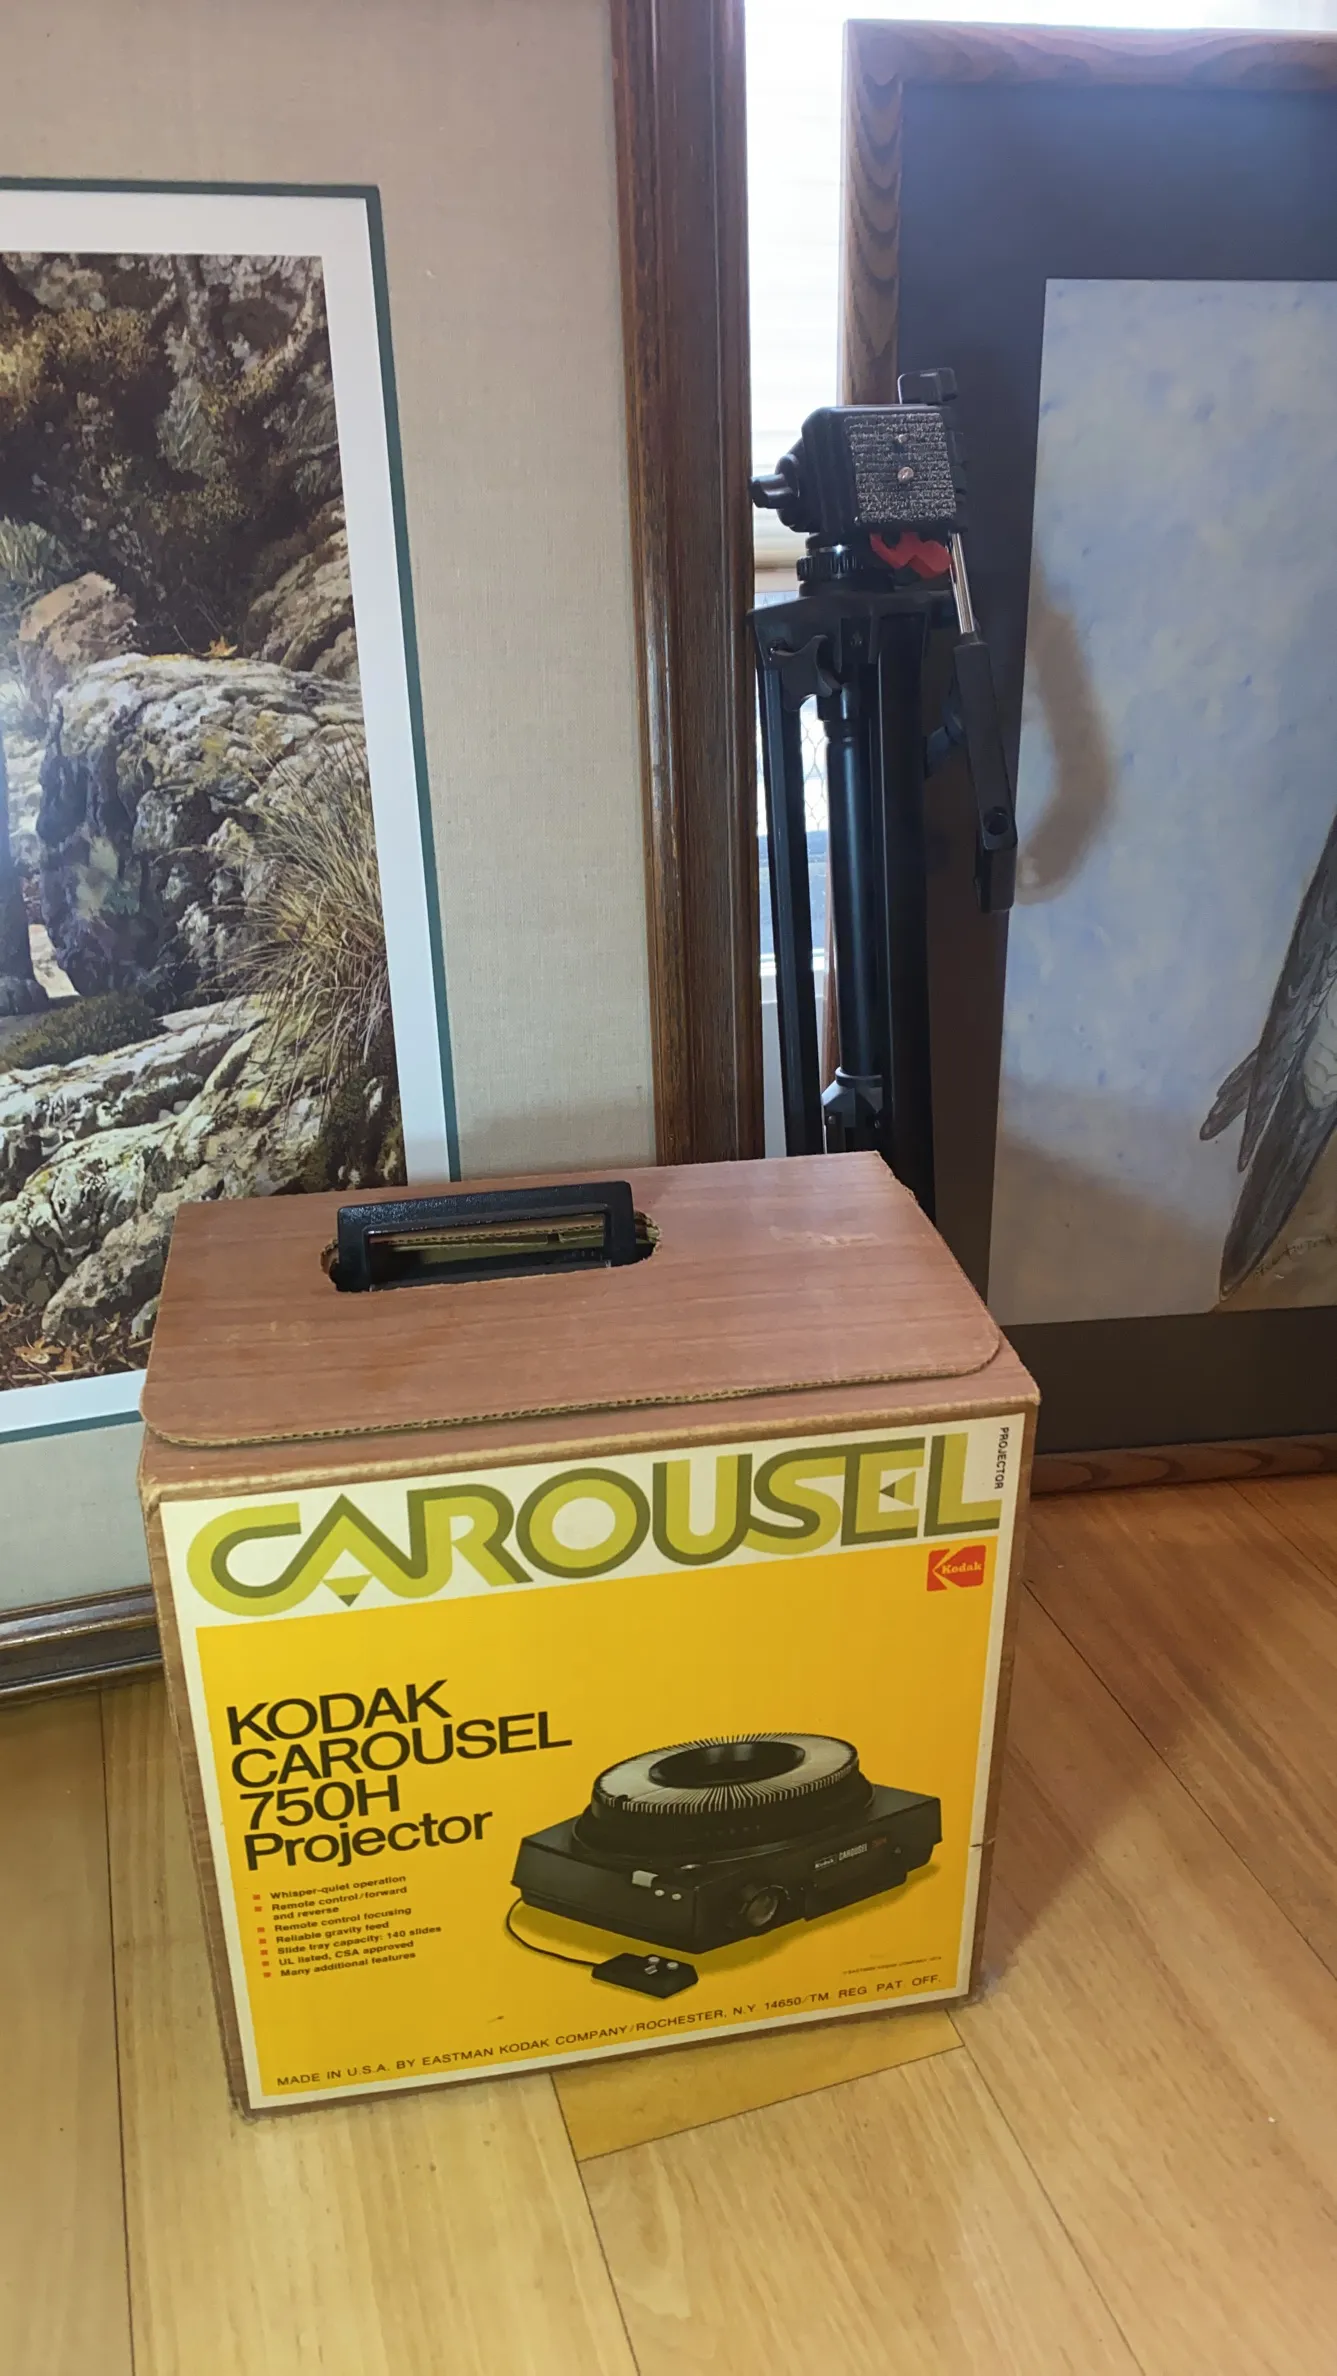 CAROUSEL
PROJECTOR
Kodak
KODAK
CAROUSEL
750H
Projector
Whisper-quiet operation
Remote control/forward
and reverse
Remote control focusing
Reliable gravity feed
Slide tray capacity: 140 slides
UL listed, CSA approved
Many additional features
Kodak CAROUSEL
MADE IN U.S.A. BY EASTMAN KODAK COMPANY/ROCHESTER, N.Y. 14650/TM. REG. PAT. OFF.